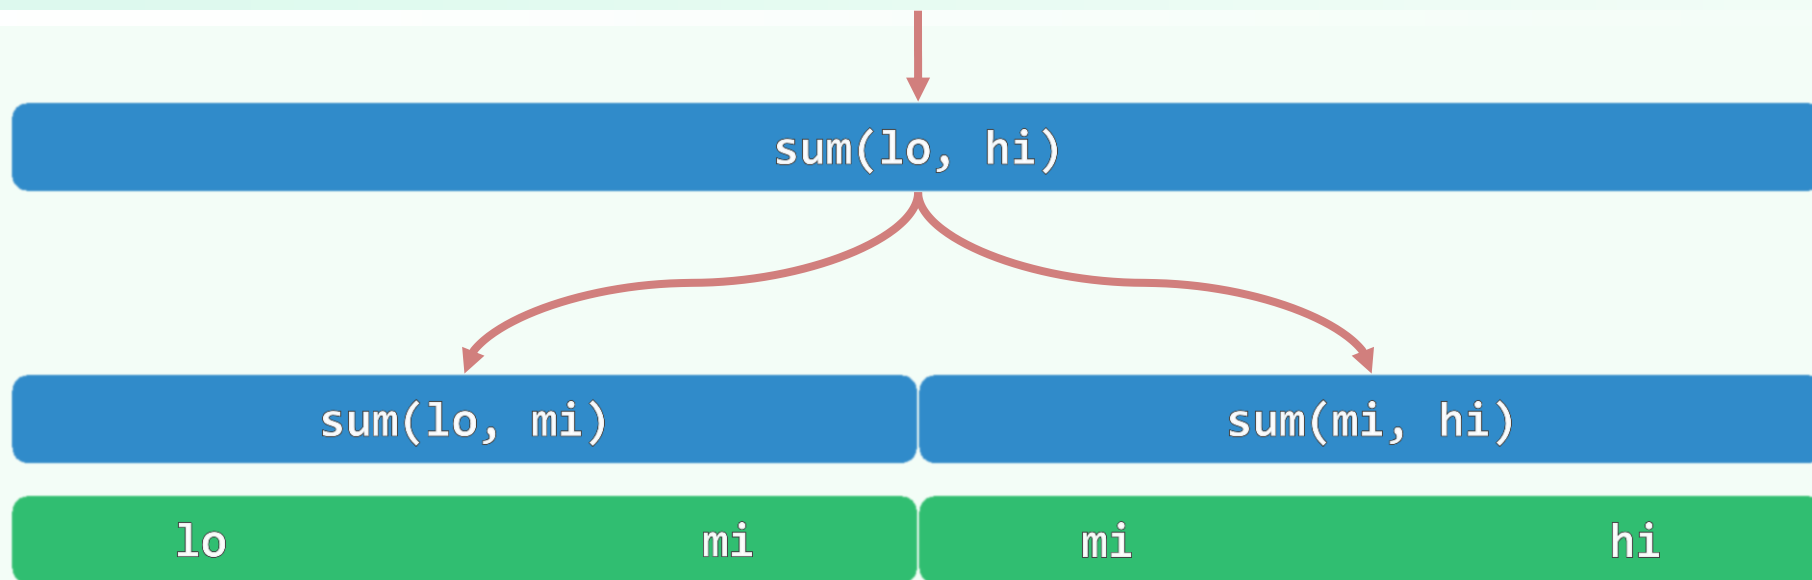 sum(lo, hi)
sum(lo, mi) sum(mi, hi)
lo mi mi hi